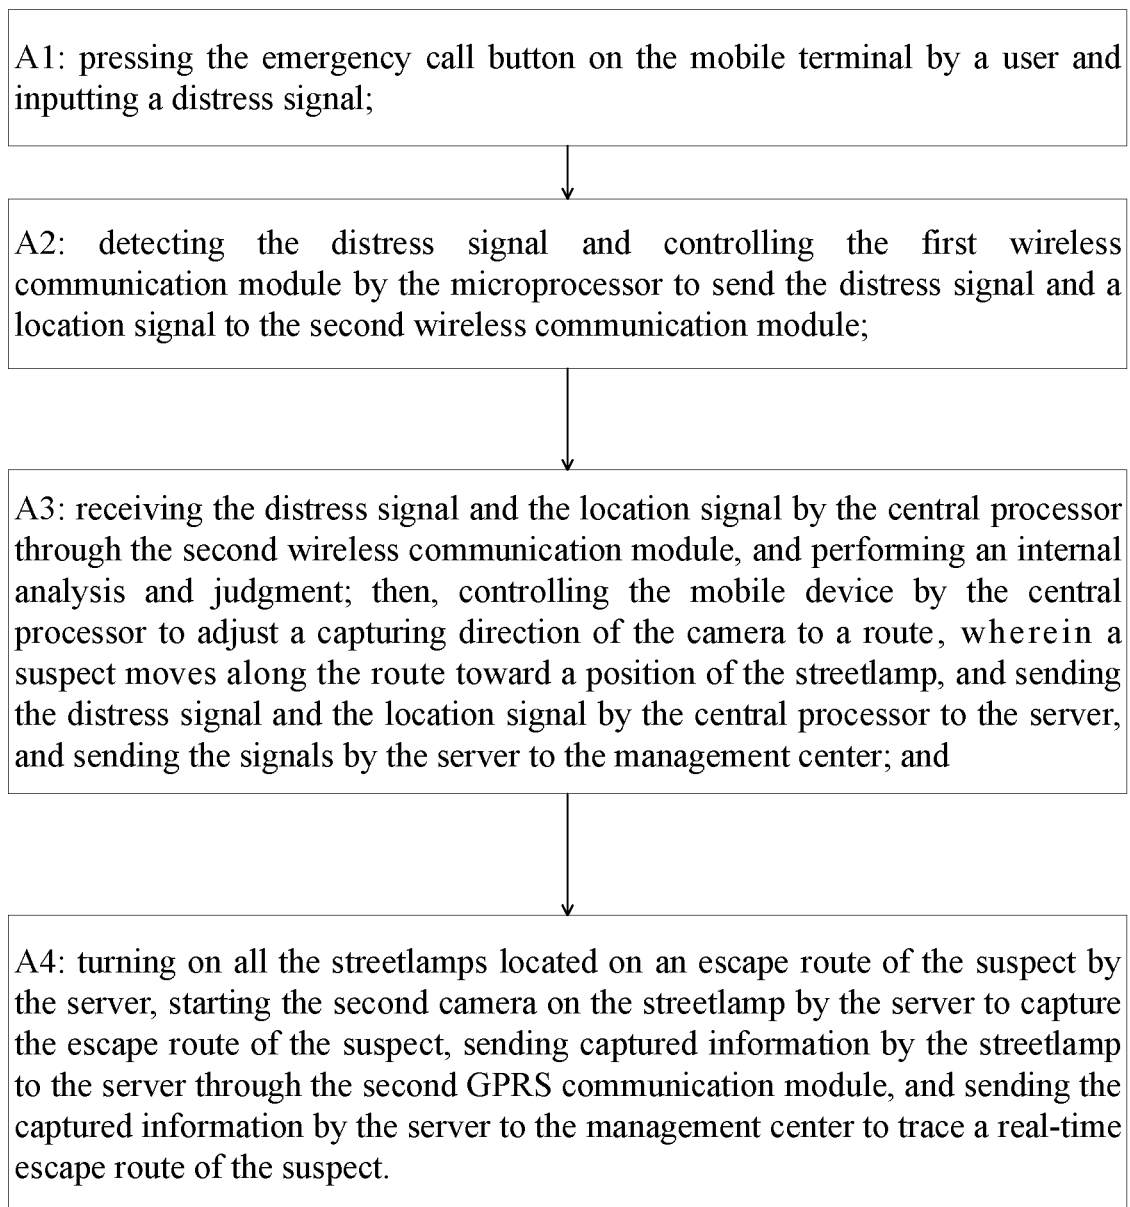 A1: pressing the emergency call button on the mobile terminal by a user and
inputting a distress signal;
A2: detecting the distress signal and controlling the first wireless
communication module by the microprocessor to send the distress signal and a
location signal to the second wireless communication module;
A3: receiving the distress signal and the location signal by the central processor
through the second wireless communication module, and performing an internal
analysis and judgment; then, controlling the mobile device by the central
processor to adjust a capturing direction of the camera to a route, wherein a
suspect moves along the route toward a position of the streetlamp, and sending
the distress signal and the location signal by the central processor to the server,
and sending the signals by the server to the management center; and
A4: turning on all the streetlamps located on an escape route of the suspect by
the server, starting the second camera on the streetlamp by the server to capture
the escape route of the suspect, sending captured information by the streetlamp
to the server through the second GPRS communication module, and sending the
captured information by the server to the management center to trace a real-time
escape route of the suspect.